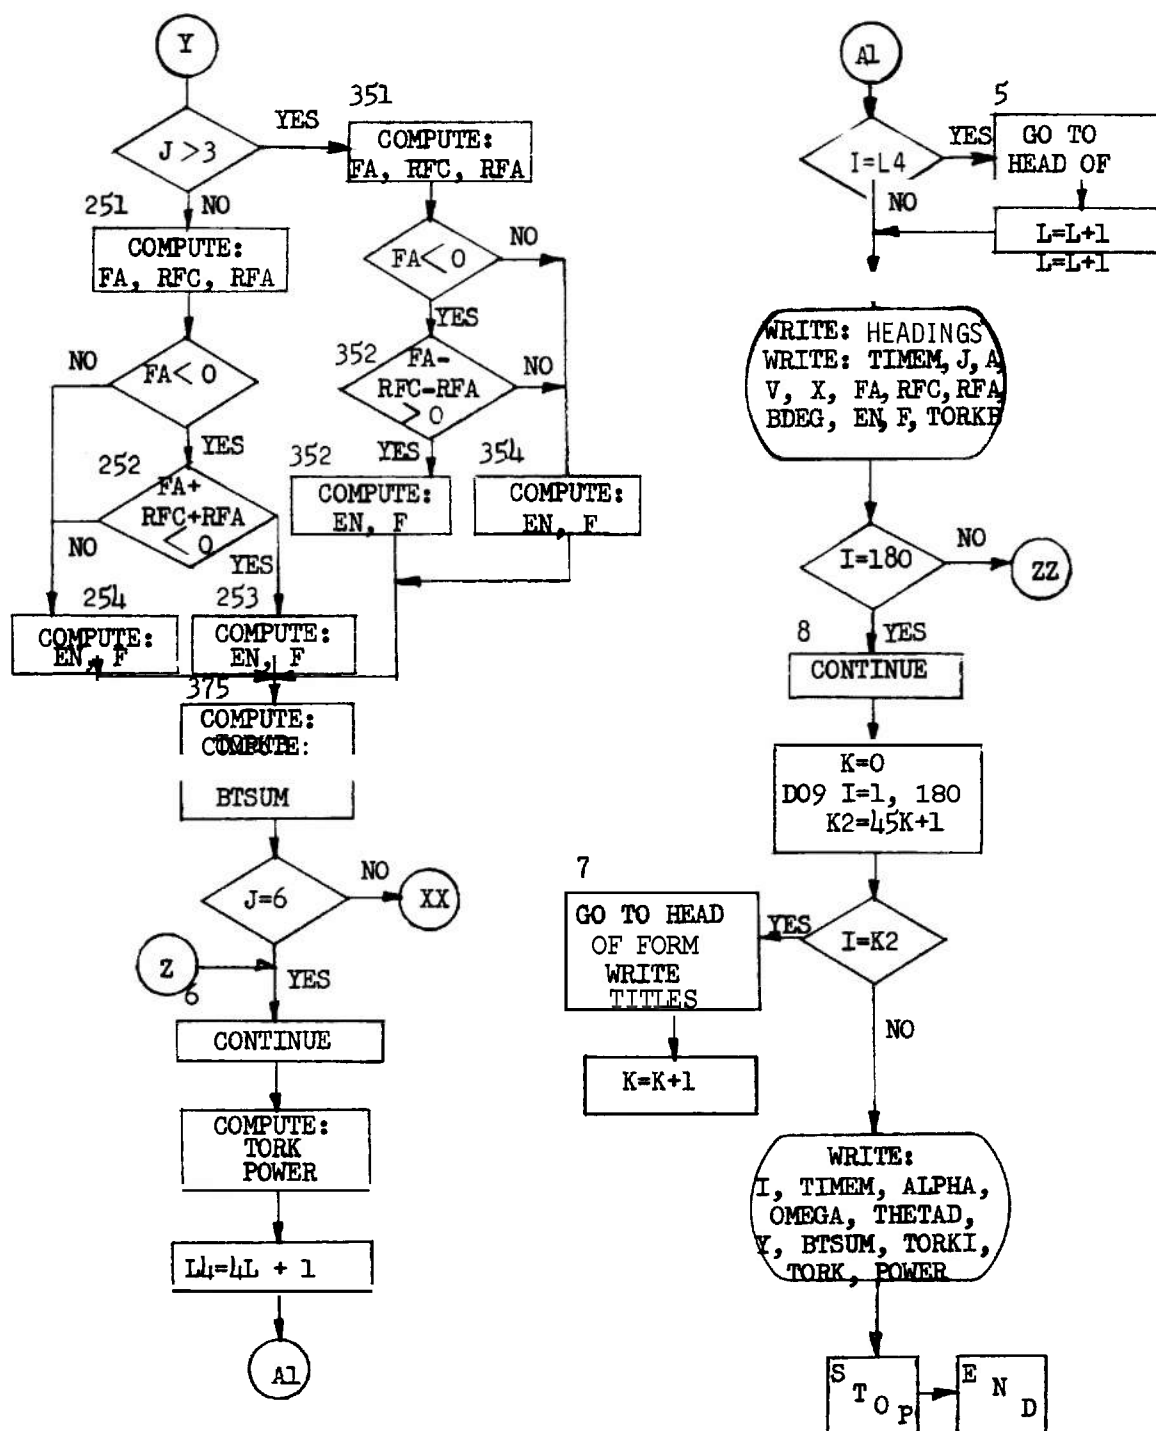 Y
J >3
YES
NO
351
COMPUTE:
FA, RFC, RFA
251
COMPUTE:
FA, RFC, RFA
FA< 0
NO
YES
FA< 0
NO
YES
352
FA-
RFC-RFA
> 0
NO
YES
252
FA+
RFC+RFA
< 0
NO
YES
352
COMPUTE:
EN, F
354
COMPUTE:
EN, F
254
COMPUTE:
EN, F
253
COMPUTE:
EN, F
375
COMPUTE:
COMPUTE:
BTSUM
J=6
NO
XX
Z
6
YES
CONTINUE
COMPUTE:
TORK
POWER
L4=4L + 1
A1
A1
I=L4
YES
NO
5
GO TO
HEAD OF
L=L+1
L=L+1
WRITE: HEADINGS
WRITE: TIMEM, J, A,
V, X, FA, RFC, RFA,
BDEG, EN, F, TORKB
I=180
NO
ZZ
YES
8
CONTINUE
K=0
DO9 I=1, 180
K2=45K+1
I=K2
YES
NO
7
GO TO HEAD
OF FORM
WRITE
TITLES
K=K+1
WRITE:
I, TIMEM, ALPHA,
OMEGA, THETAD,
Y, BTSUM, TORKI,
TORK, POWER
STOP
END